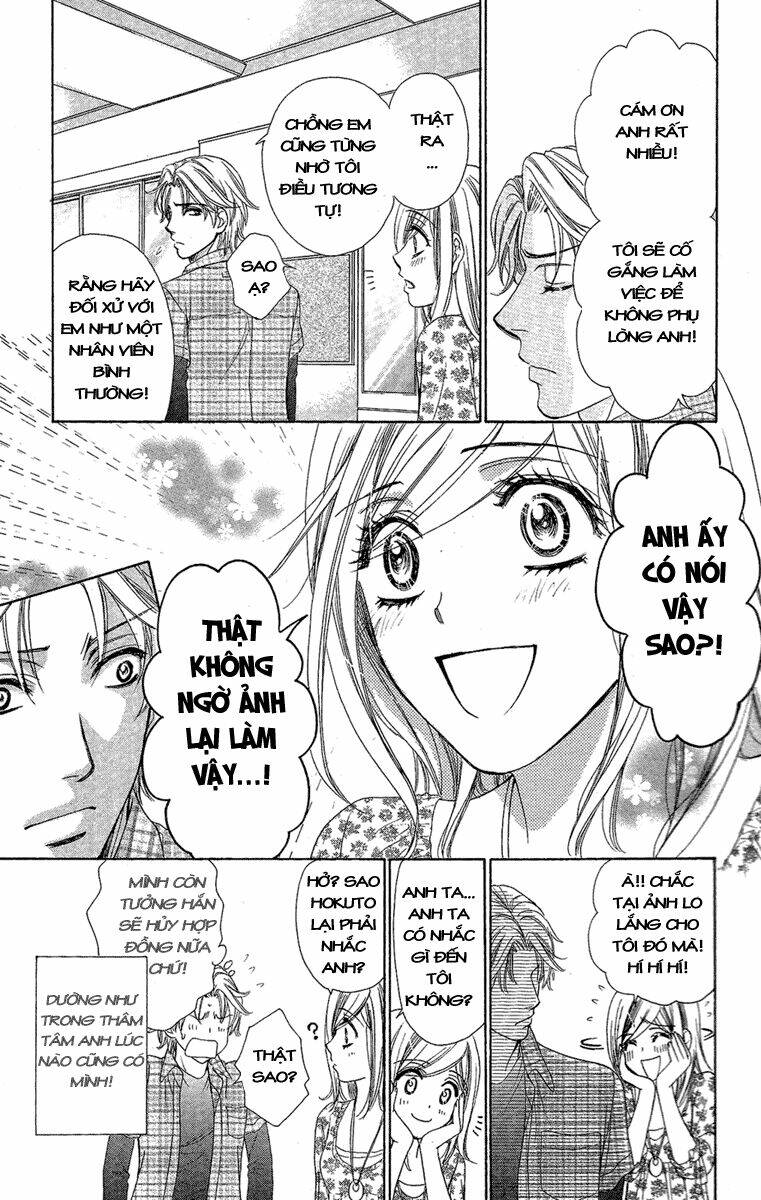 CÁM ƠN
ANH RẤT
NHIỀU!
TÔI SẼ CỐ
GẮNG LÀM
VIỆC ĐỂ
KHÔNG PHỤ
LÒNG ANH!
THẬT
RA
...
CHỒNG EM
CŨNG TỪNG
NHỜ TÔI
ĐIỀU TƯƠNG
TỰ!
SAO
Ạ?
RẰNG HÃY
ĐỐI XỬ VỚI
EM NHƯ MỘT
NHÂN VIÊN
BÌNH
THƯỜNG!
ANH ẤY
CÓ NÓI
VẬY
SAO?!
THẬT
KHÔNG
NGỜ ẢNH
LẠI LÀM
VẬY...!
À!! CHẮC
TẠI ẢNH LO
LẮNG CHO
TÔI ĐÓ MÀ!
HÍ HÍ HÍ!
ANH TA...
ANH TA
CÓ NHẮC
GÌ ĐẾN
TÔI
KHÔNG?
HỞ? SAO
HOKUTO
LẠI PHẢI
NHẮC
ANH?
?
THẬT
SAO?
MÌNH CÒN
TƯỞNG HẮN
SẼ HỦY HỢP
ĐỒNG NỮA
CHỨ!
DƯỜNG NHƯ
TRONG THÂM
TÂM ANH LÚC
NÀO CŨNG CÓ
MÌNH!